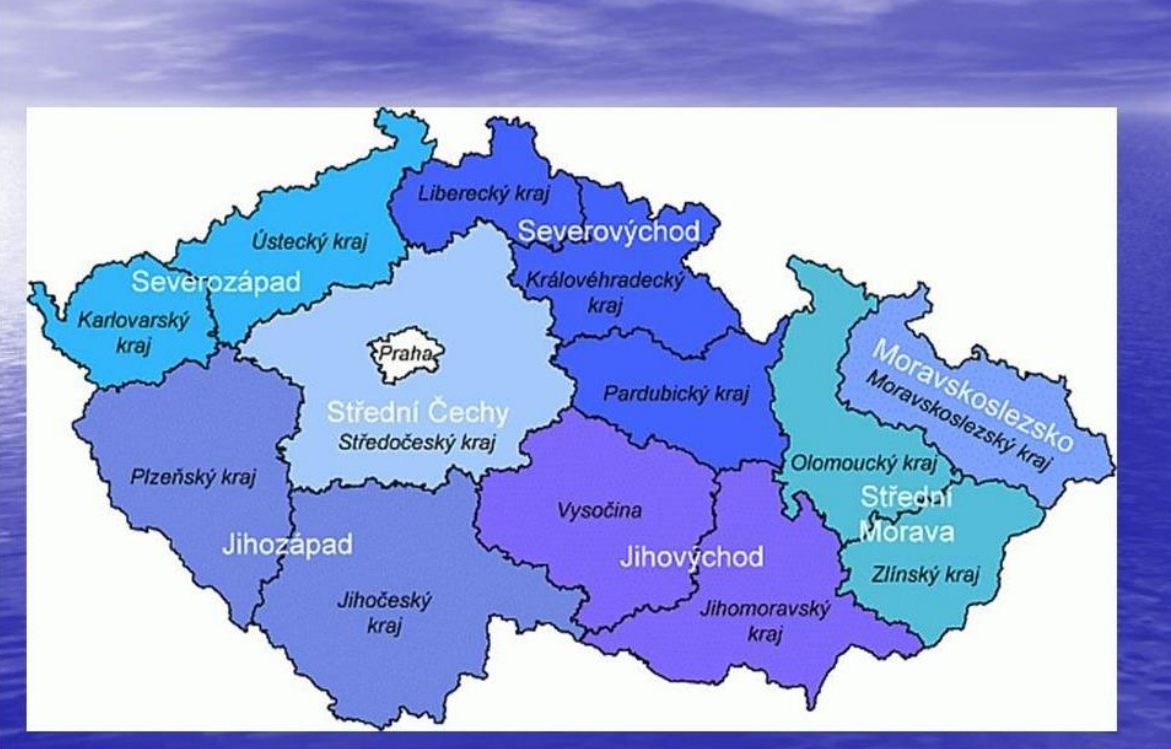 Liberecký kraj
Severovýchod
Ústecký kraj
Severozápad
Královéhradecký
kraj
Karlovarský
kraj
Praha
Moravskoslezsko
Moravskoslezský kraj
Pardubický kraj
Střední Čechy
Středočeský kraj
Olomoucký kraj
Plzeňský kraj
Střední
Morava
Vysočina
Jihozápad
Jihovýchod
Zlínský kraj
Jihočeský
kraj
Jihomoravský
kraj